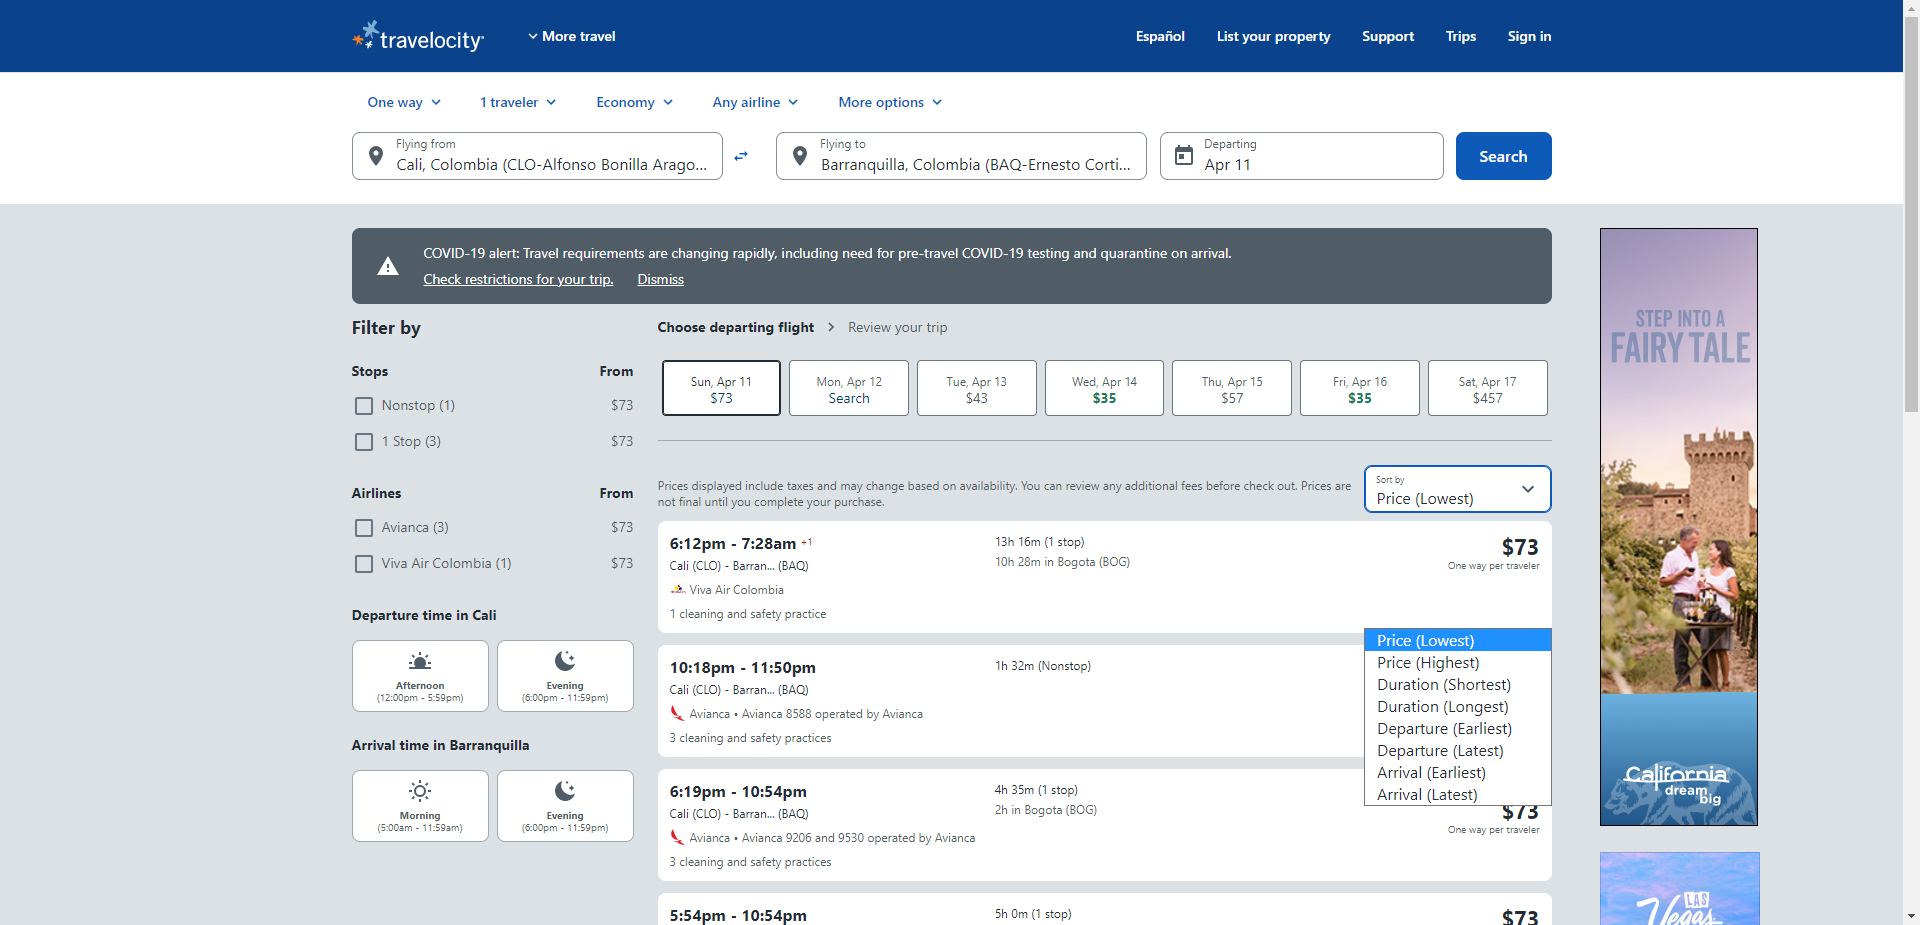 travelocity
More travel
Español
List your property
Support
Trips
Sign in
One way
1 traveler
Economy
Any airline
More options
Flying from
Cali, Colombia (CLO-Alfonso Bonilla Arago...
Flying to
Barranquilla, Colombia (BAQ-Ernesto Corti...
Departing
Apr 11
Search
COVID-19 alert: Travel requirements are changing rapidly, including need for pre-travel COVID-19 testing and quarantine on arrival.
Check restrictions for your trip.
Dismiss
Filter by
Stops
From
Nonstop (1)
$73
1 Stop (3)
$73
Airlines
From
Avianca (3)
$73
Viva Air Colombia (1)
$73
Departure time in Cali
Afternoon
(12:00pm - 5:59pm)
Evening
(6:00pm - 11:59pm)
Arrival time in Barranquilla
Morning
(5:00am - 11:59am)
Evening
(6:00pm - 11:59pm)
Choose departing flight
Review your trip
Sun, Apr 11
$73
Mon, Apr 12
Search
Tue, Apr 13
$43
Wed, Apr 14
$35
Thu, Apr 15
$57
Fri, Apr 16
$35
Sat, Apr 17
$457
Prices displayed include taxes and may change based on availability. You can review any additional fees before check out. Prices are
not final until you complete your purchase.
Sort by
Price (Lowest)
6:12pm - 7:28am +1
Cali (CLO) - Barran... (BAQ)
Viva Air Colombia
1 cleaning and safety practice
13h 16m (1 stop)
10h 28m in Bogota (BOG)
$73
One way per traveler
10:18pm - 11:50pm
Cali (CLO) - Barran... (BAQ)
Avianca • Avianca 8588 operated by Avianca
3 cleaning and safety practices
1h 32m (Nonstop)
Price (Lowest)
Price (Highest)
Duration (Shortest)
Duration (Longest)
Departure (Earliest)
Departure (Latest)
Arrival (Earliest)
Arrival (Latest)
6:19pm - 10:54pm
Cali (CLO) - Barran... (BAQ)
Avianca • Avianca 9206 and 9530 operated by Avianca
3 cleaning and safety practices
4h 35m (1 stop)
2h in Bogota (BOG)
$73
One way per traveler
5:54pm - 10:54pm
5h 0m (1 stop)
$73
STEP INTO A
FAIRY TALE
California
dream
big
LAS
Vegas